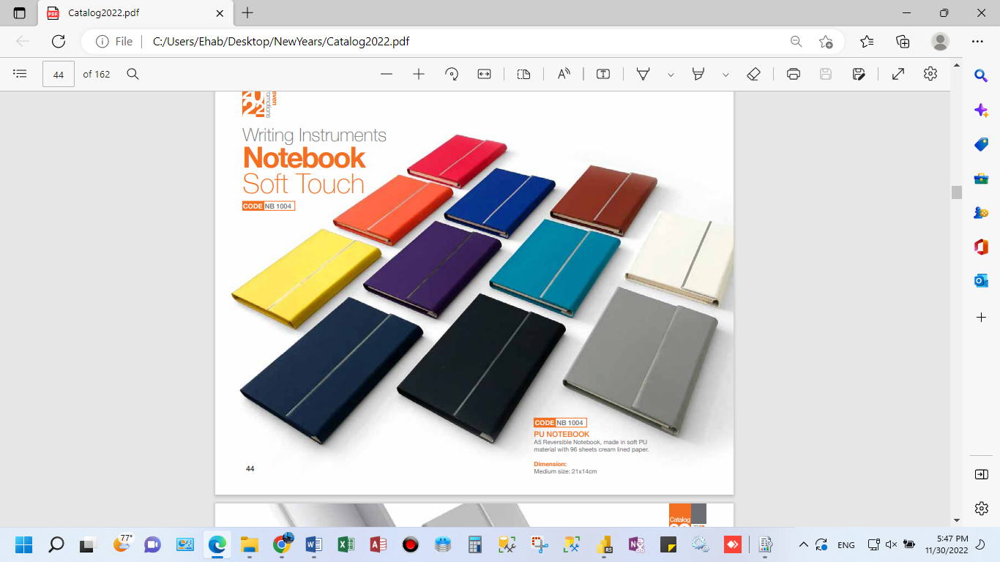 Catalog2022.pdf
File
C:/Users/Ehab/Desktop/NewYears/Catalog2022.pdf
44
of 162
Writing Instruments
Notebook
Soft Touch
CODE NB 1004
CODE NB 1004
PU NOTEBOOK
A5 Reversible Notebook, made in soft PU
material with 96 sheets cream lined paper.
Dimension:
Medium size: 21x14cm
44
Catalog
77°
ENG
5:47 PM
11/30/2022